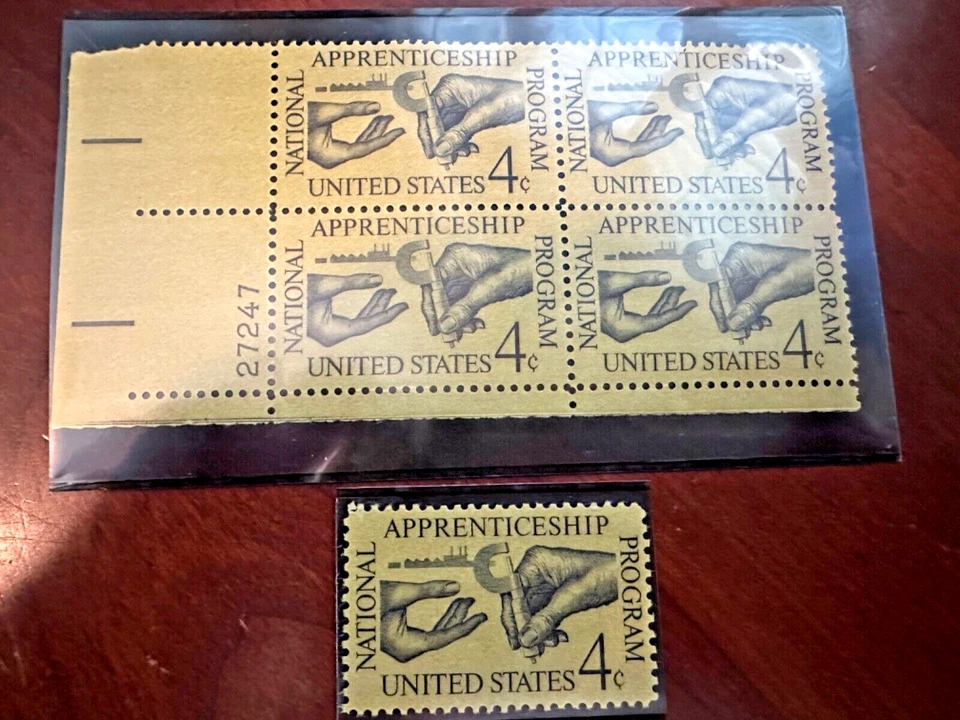 APPRENTICESHIP
NATIONAL
PROGRAM
UNITED STATES 4¢
APPRENTICESHIP
NATIONAL
PROGRAM
UNITED STATES 4¢
27247
APPRENTICESHIP
NATIONAL
PROGRAM
UNITED STATES 4¢
APPRENTICESHIP
NATIONAL
PROGRAM
UNITED STATES 4¢
APPRENTICESHIP
NATIONAL
PROGRAM
UNITED STATES 4¢